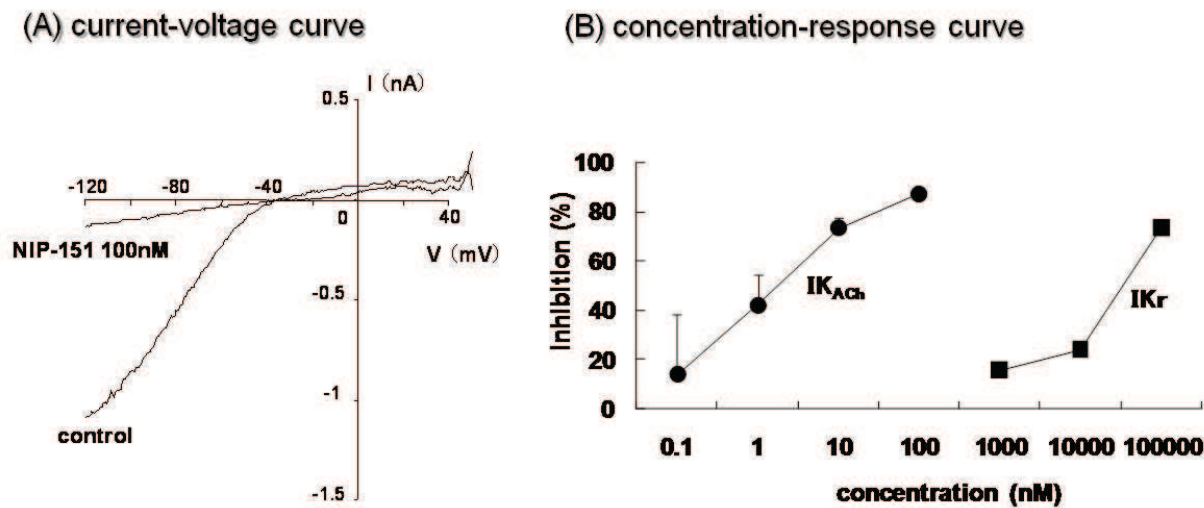 (A) current-voltage curve
I (nA)
0.5
-120
-80
-40
0
40
V (mV)
NIP-151 100nM
-0.5
-1
control
-1.5
(B) concentration-response curve
Inhibition (%)
100
80
60
40
20
0
IKACh
IKr
0.1 1 10 100 1000 10000 100000
concentration (nM)